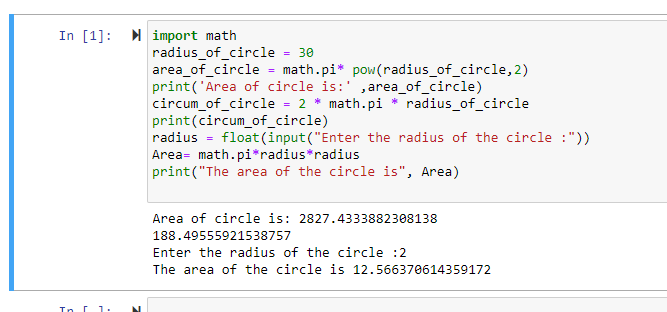 In [1]:
import math
radius_of_circle = 30
area_of_circle = math.pi* pow(radius_of_circle,2)
print('Area of circle is:' ,area_of_circle)
circum_of_circle = 2 * math.pi * radius_of_circle
print(circum_of_circle)
radius = float(input("Enter the radius of the circle :"))
Area= math.pi*radius*radius
print("The area of the circle is", Area)
Area of circle is: 2827.4333882308138
188.49555921538757
Enter the radius of the circle :2
The area of the circle is 12.566370614359172
In [ ]: